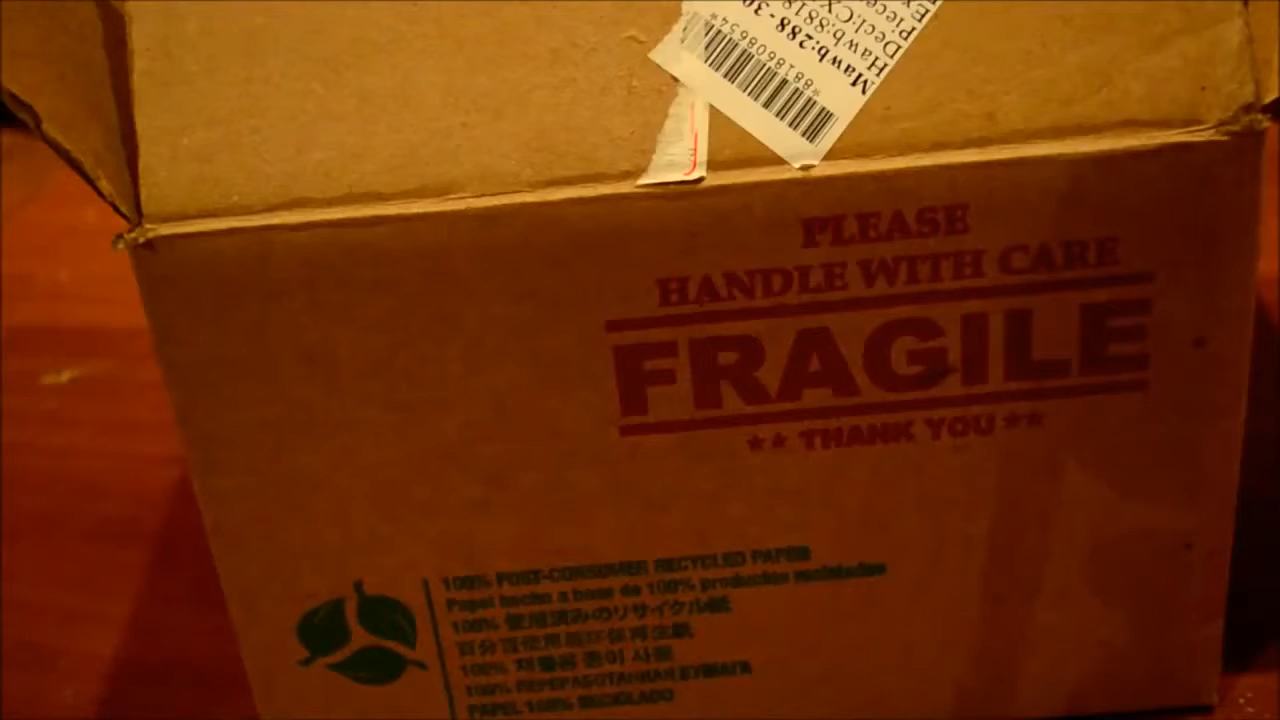 Mawb:288-30
Hawb:8818
Decl:CX
Piece
*8818608654*
PLEASE
HANDLE WITH CARE
FRAGILE
** THANK YOU **
100% POST-CONSUMER RECYCLED PAPER
Papel hecho a base de 100% productos reciclados
100% 使用済みのリサイクル紙
100% 재활용 종이 사용
PAPEL 100% RECICLADO